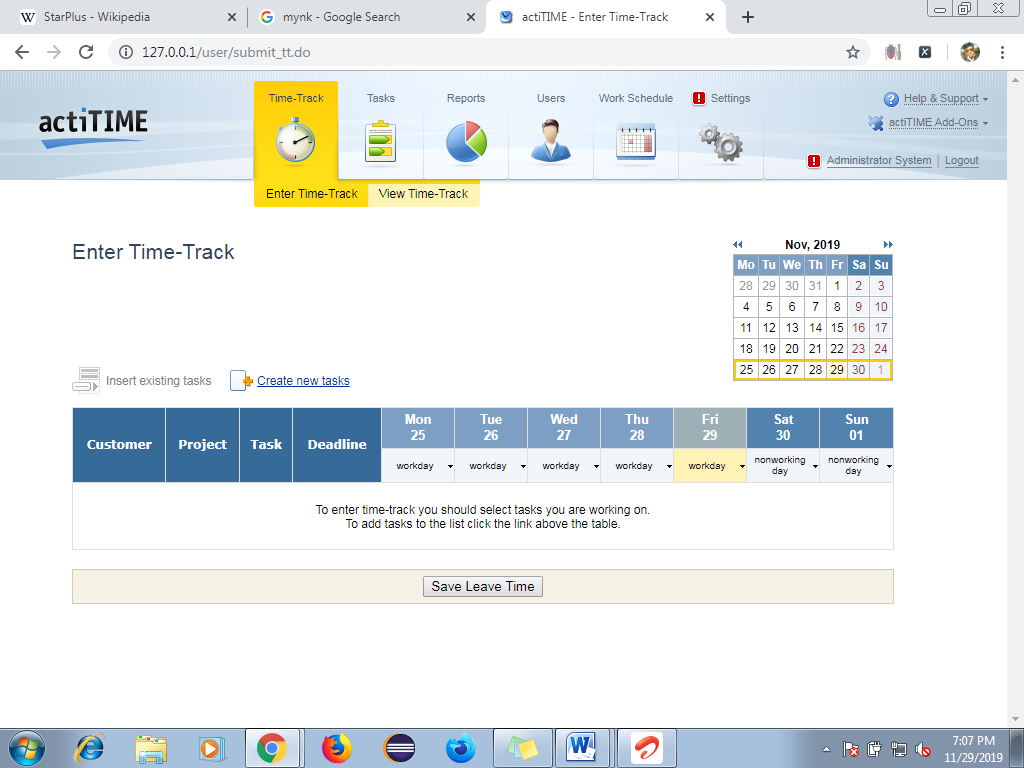 StarPlus - Wikipedia
mynk - Google Search
actiTIME - Enter Time-Track
127.0.0.1/user/submit_tt.do
actiTIME
Time-Track
Tasks
Reports
Users
Work Schedule
Settings
Help & Support
actiTIME Add-Ons
Administrator System
Logout
Enter Time-Track
View Time-Track
Enter Time-Track
Nov, 2019
Mo Tu We Th Fr Sa Su
28 29 30 31 1 2 3
4 5 6 7 8 9 10
11 12 13 14 15 16 17
18 19 20 21 22 23 24
25 26 27 28 29 30 1
Insert existing tasks
Create new tasks
Customer Project Task Deadline
Mon Tue Wed Thu Fri Sat Sun
25 26 27 28 29 30 01
workday workday workday workday workday nonworking day nonworking day
To enter time-track you should select tasks you are working on.
To add tasks to the list click the link above the table.
Save Leave Time
7:07 PM
11/29/2019